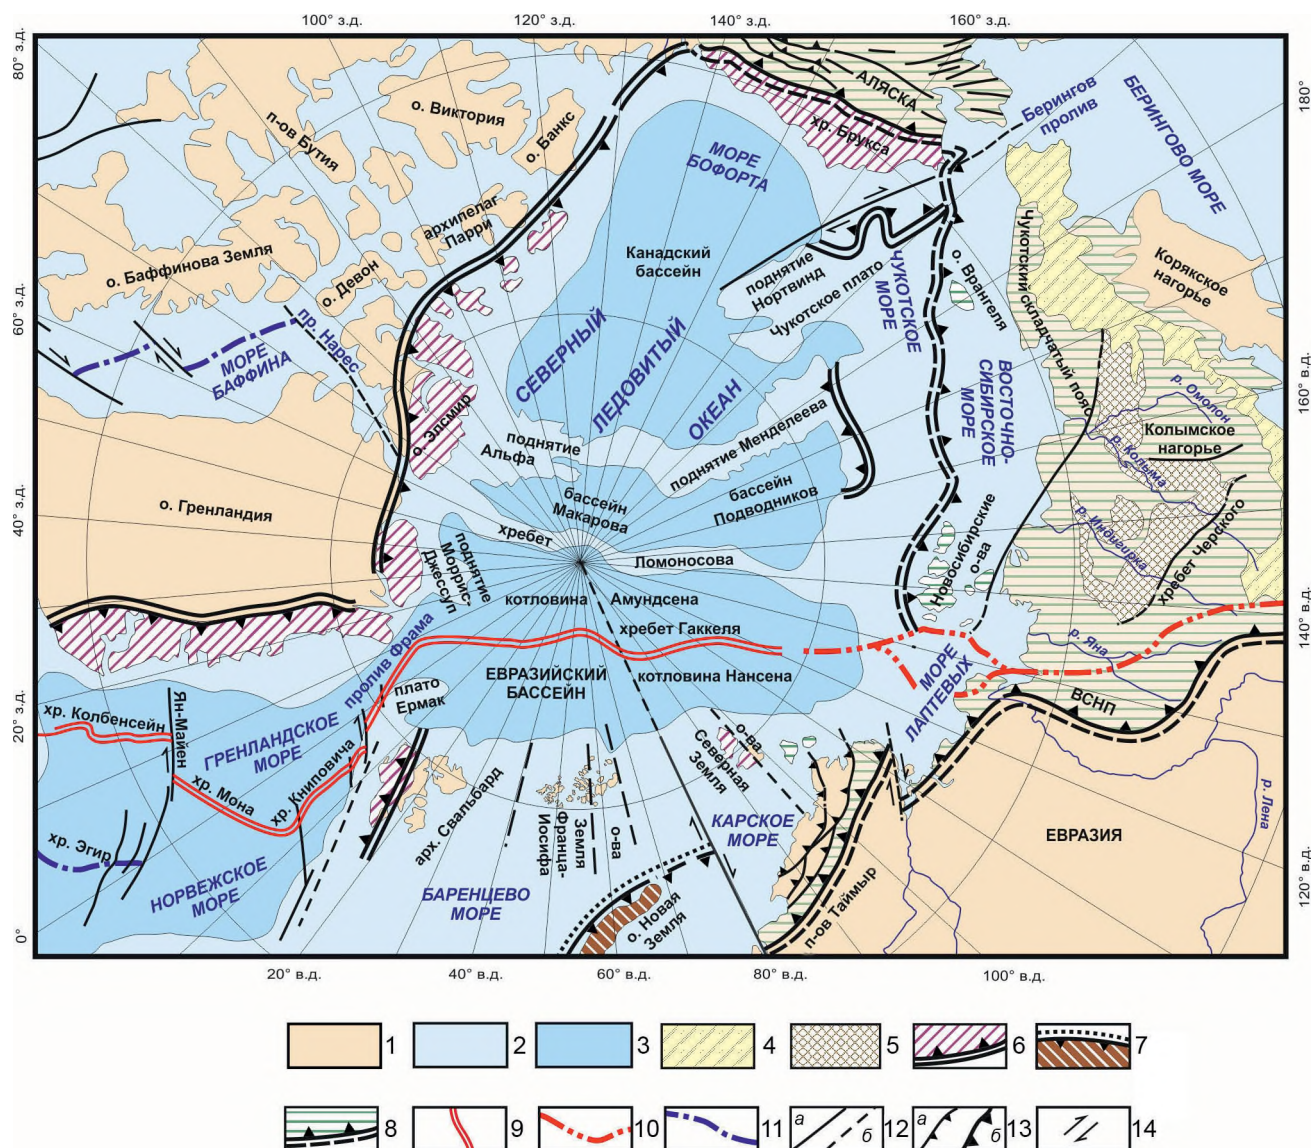 100° з.д.
120° з.д.
140° з.д.
160° з.д.
80° з.д.
60° з.д.
40° з.д.
20° з.д.
0°
180°
160° в.д.
140° в.д.
120° в.д.
20° в.д.
40° в.д.
60° в.д.
80° в.д.
100° в.д.
о. Виктория
о. Банкс
п-ов Бутия
архипелаг
Парри
о. Баффинова Земля
о. Девон
пр. Нарес
МОРЕ
БАФФИНА
о. Элсмир
о. Гренландия
АЛЯСКА
хр. Брукса
Берингов
пролив
БЕРИНГОВО МОРЕ
МОРЕ
БОФОРТА
Канадский
бассейн
поднятие
Нортвинд
Чукотское плато
ЧУКОТСКОЕ
МОРЕ
о. Врангеля
Чукотский складчатый пояс
Корякское
нагорье
СЕВЕРНЫЙ
ЛЕДОВИТЫЙ
ОКЕАН
ВОСТОЧНО-
СИБИРСКОЕ
МОРЕ
р. Омолон
Колымское
нагорье
р. Колыма
р. Индигирка
хребет Черского
поднятие
Альфа
поднятие Менделеева
бассейн
Макарова
бассейн
Подводников
хребет
Ломоносова
Новосибирские
о-ва
поднятие
Моррис-
Джессуп
котловина
Амундсена
хребет Гаккеля
ЕВРАЗИЙСКИЙ
БАССЕЙН
котловина Нансена
МОРЕ
ЛАПТЕВЫХ
р. Яна
ВСНП
пролив Фрама
плато
Ермак
хр. Колбенсейн
Ян-Майен
ГРЕНЛАНДСКОЕ
МОРЕ
хр. Мона
хр. Книповича
хр. Эгир
НОРВЕЖСКОЕ
МОРЕ
арх. Свальбард
БАРЕНЦЕВО
МОРЕ
о-ва
Земля
Франца-
Иосифа
о. Новая
Земля
о-ва
Северная
Земля
КАРСКОЕ
МОРЕ
п-ов Таймыр
ЕВРАЗИЯ
р. Лена
1
2
3
4
5
6
7
8
9
10
11
а
б
12
а
б
13
14